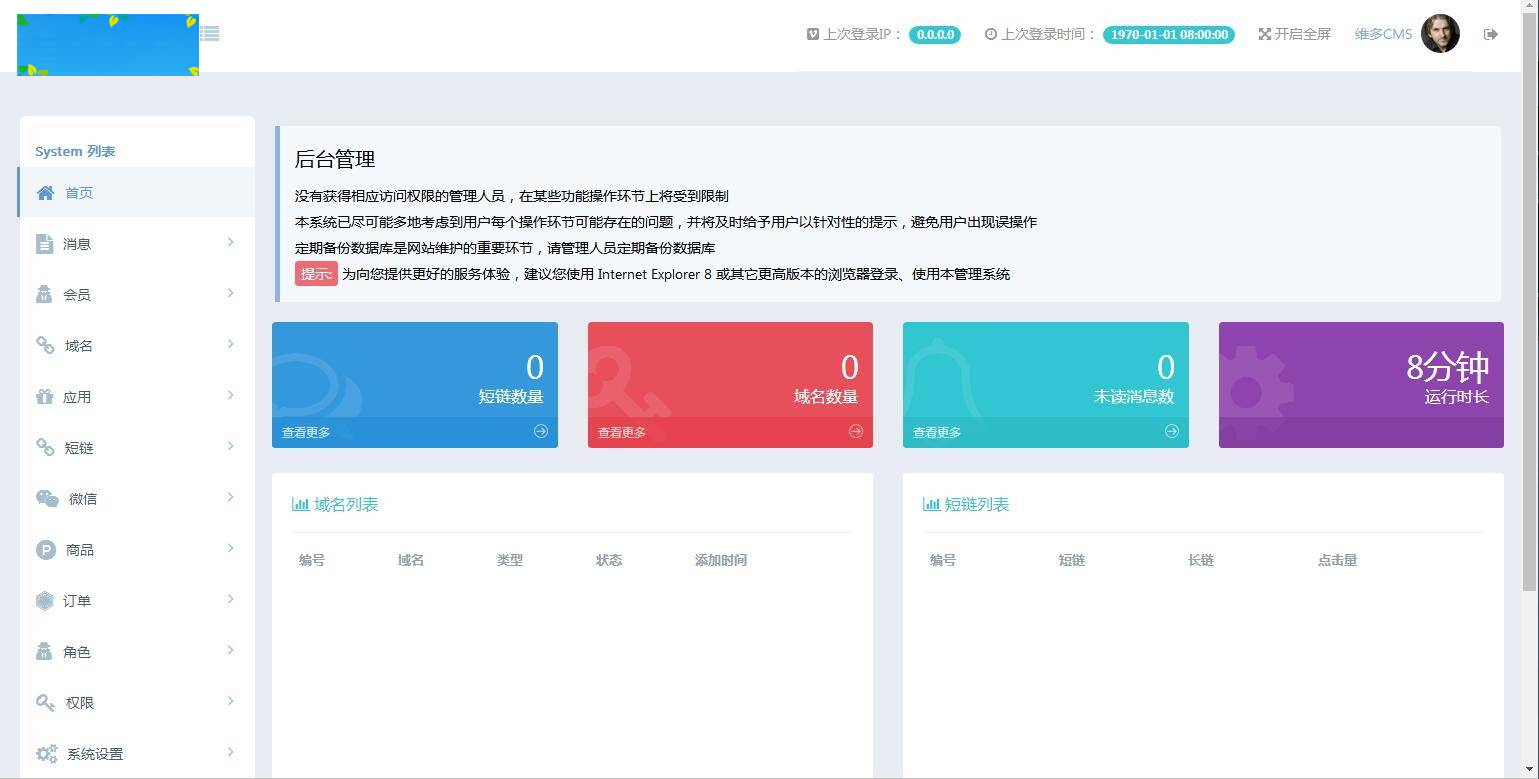 上次登录IP： 0.0.0.0 上次登录时间： 1970-01-01 08:00:00 开启全屏 维多CMS
System 列表
首页
消息
会员
域名
应用
短链
微信
商品
订单
角色
权限
系统设置
后台管理
没有获得相应访问权限的管理人员，在某些功能操作环节上将受到限制
本系统已尽可能多地考虑到用户每个操作环节可能存在的问题，并将及时给予用户以针对性的提示，避免用户出现误操作
定期备份数据库是网站维护的重要环节，请管理人员定期备份数据库
提示: 为向您提供更好的服务体验，建议您使用 Internet Explorer 8 或其它更高版本的浏览器登录、使用本管理系统
0
短链数量
查看更多
0
域名数量
查看更多
0
未读消息数
查看更多
8分钟
运行时长
域名列表
编号 域名 类型 状态 添加时间
短链列表
编号 短链 长链 点击量